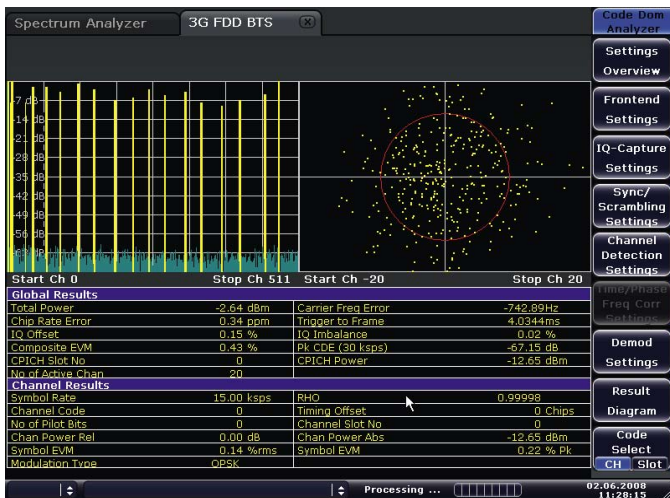 Spectrum Analyzer 3G FDD BTS
Code Dom Analyzer
Settings Overview
Frontend Settings
IQ-Capture Settings
Sync/ Scrambling Settings
Channel Detection Settings
Time/Phase Freq Corr Settings
Demod Settings
Result Diagram
Code Select
CH Slot
-7 dB
-14 dB
-21 dB
-28 dB
-35 dB
-42 dB
-49 dB
-56 dB
-63 dB
Start Ch 0 Stop Ch 511 Start Ch -20 Stop Ch 20
Global Results
Total Power -2.64 dBm Carrier Freq Error -742.89Hz
Chip Rate Error 0.34 ppm Trigger to Frame 4.0344ms
IQ Offset 0.15 % IQ Imbalance 0.02 %
Composite EVM 0.43 % Pk CDE (30 ksps) -67.15 dB
CPICH Slot No 0 CPICH Power -12.65 dBm
No of Active Chan 20
Channel Results
Symbol Rate 15.00 ksps RHO 0.99998
Channel Code 0 Timing Offset 0 Chips
No of Pilot Bits 0 Channel Slot No 0
Chan Power Rel 0.00 dB Chan Power Abs -12.65 dBm
Symbol EVM 0.14 %rms Symbol EVM 0.22 % Pk
Modulation Type QPSK
Processing ...
02.06.2008
11:28:15